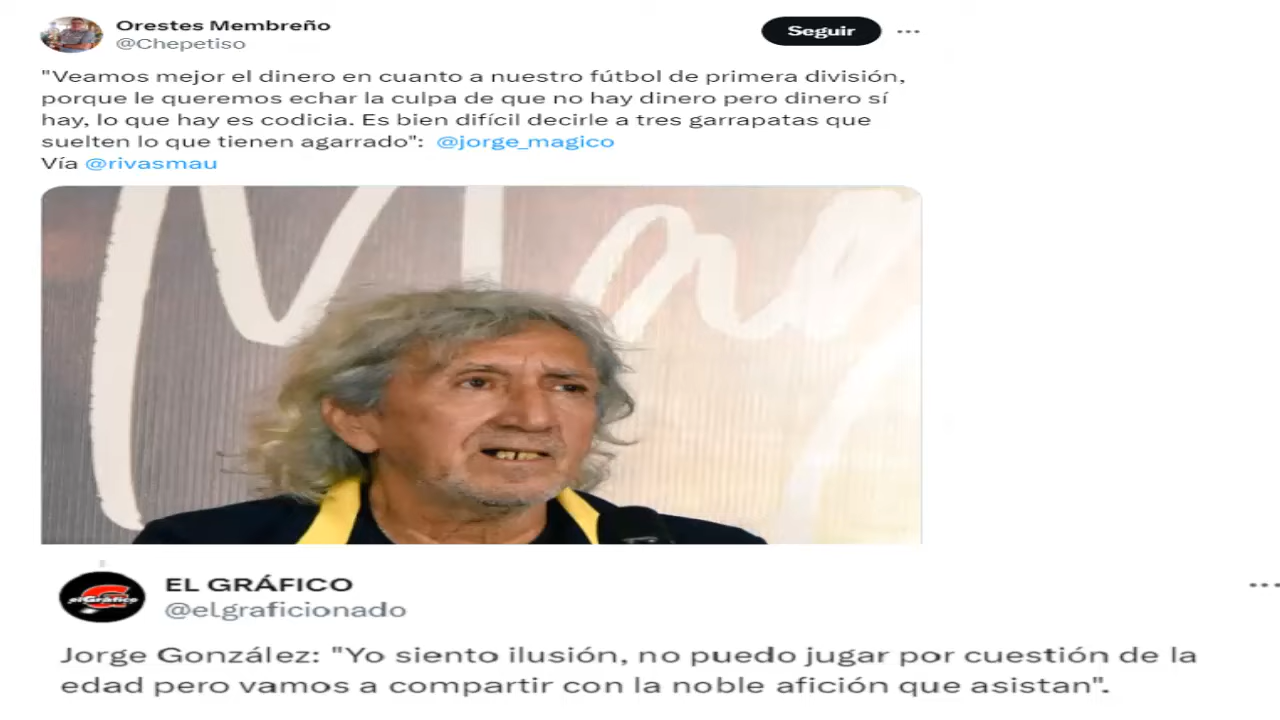 Orestes Membreño
@Chepetiso
Seguir
"Veamos mejor el dinero en cuanto a nuestro fútbol de primera división,
porque le queremos echar la culpa de que no hay dinero pero dinero sí
hay, lo que hay es codicia. Es bien difícil decirle a tres garrapatas que
suelten lo que tienen agarrado": @jorge_magico
Vía @rivasmau
Mág
elGráfico
EL GRÁFICO
@elgraficionado
Jorge González: "Yo siento ilusión, no puedo jugar por cuestión de la
edad pero vamos a compartir con la noble afición que asistan".